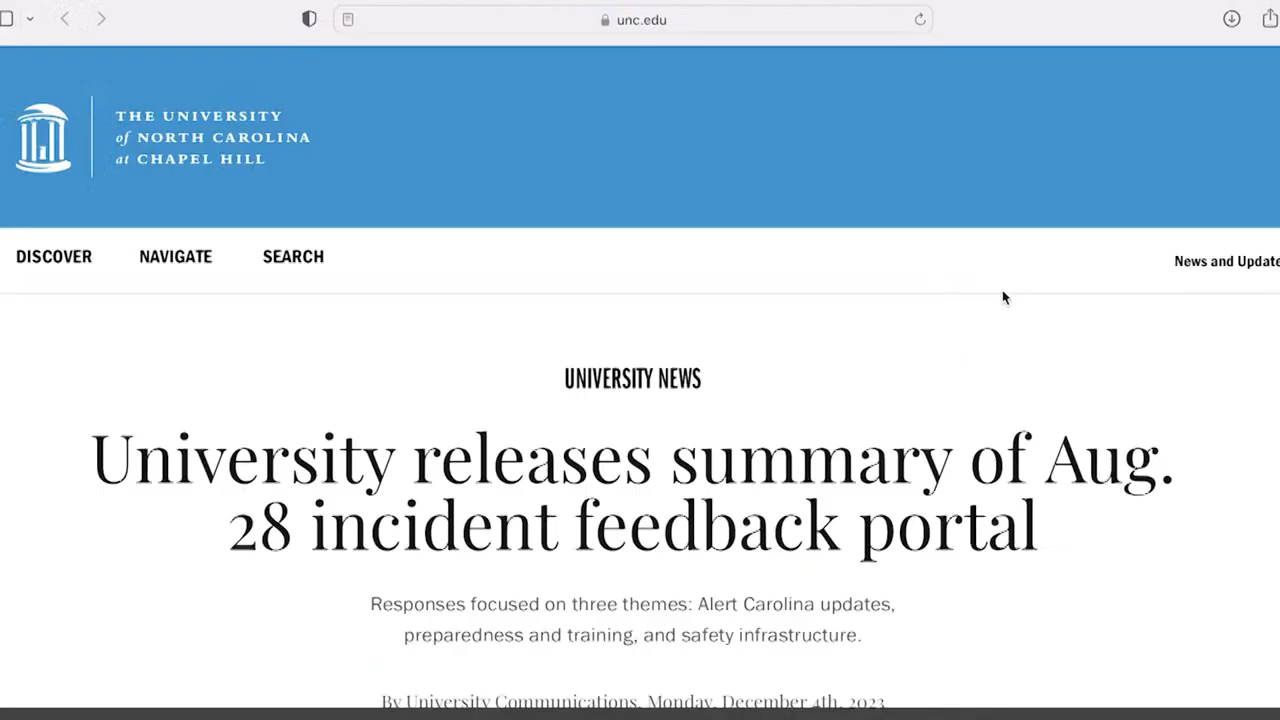 unc.edu
THE UNIVERSITY
of NORTH CAROLINA
at CHAPEL HILL
DISCOVER NAVIGATE SEARCH
News and Update
UNIVERSITY NEWS
University releases summary of Aug.
28 incident feedback portal
Responses focused on three themes: Alert Carolina updates,
preparedness and training, and safety infrastructure.
By University Communications, Monday, December 4th, 2023